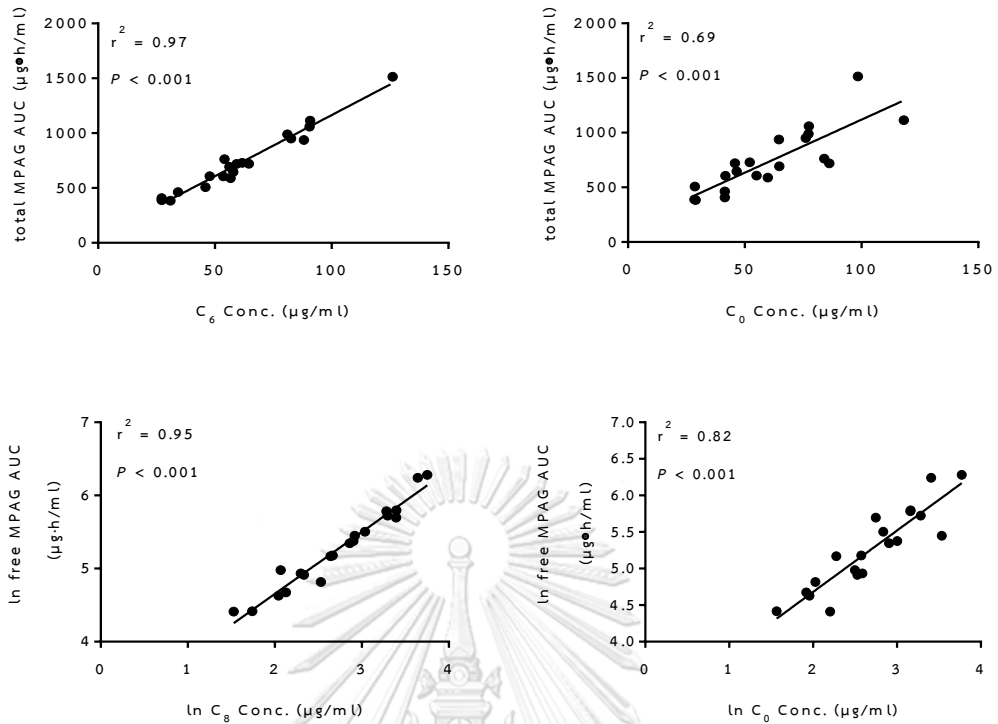 total MPAG AUC (µg•h/ml)
2000
1500
1000
500
0
r² = 0.97
P < 0.001
0 50 100 150
C₆ Conc. (µg/ml)
total MPAG AUC (µg•h/ml)
2000
1500
1000
500
0
r² = 0.69
P < 0.001
0 50 100 150
C₀ Conc. (µg/ml)
ln free MPAG AUC
(µg·h/ml)
7
6
5
4
r² = 0.95
P < 0.001
0 1 2 3 4
ln C₈ Conc. (µg/ml)
ln free MPAG AUC
(µg•h/ml)
7.0
6.5
6.0
5.5
5.0
4.5
4.0
r² = 0.82
P < 0.001
0 1 2 3 4
ln C₀ Conc. (µg/ml)